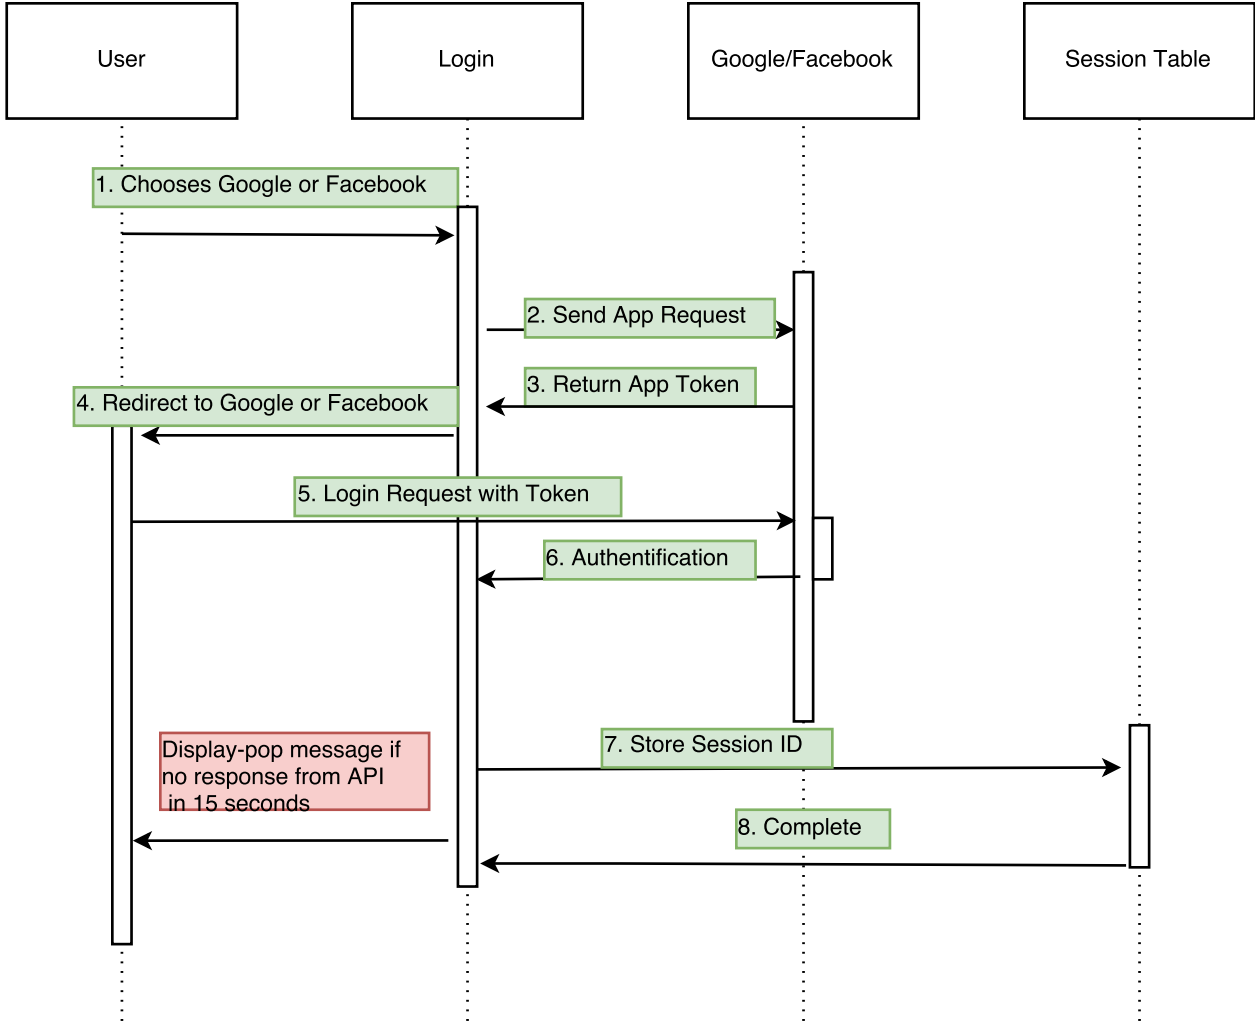 User
Login
Google/Facebook
Session Table
1. Chooses Google or Facebook
2. Send App Request
3. Return App Token
4. Redirect to Google or Facebook
5. Login Request with Token
6. Authentification
7. Store Session ID
Display-pop message if
no response from API
in 15 seconds
8. Complete